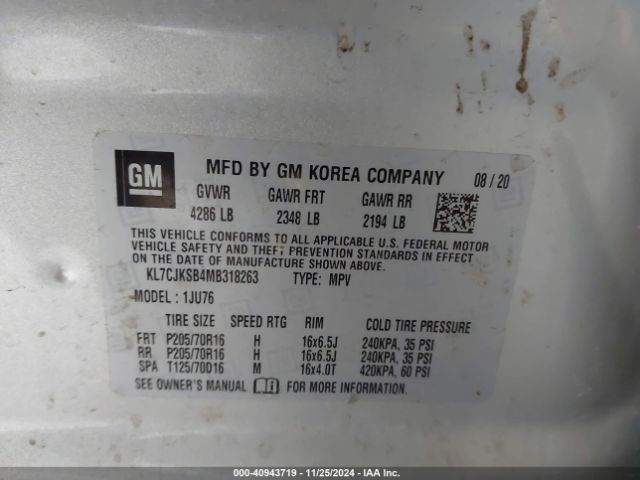 GM
MFD BY GM KOREA COMPANY 08 / 20
GVWR GAWR FRT GAWR RR
4286 LB 2348 LB 2194 LB
THIS VEHICLE CONFORMS TO ALL APPLICABLE U.S. FEDERAL MOTOR
VEHICLE SAFETY AND THEFT PREVENTION STANDARDS IN EFFECT ON
THE DATE OF MANUFACTURE SHOWN ABOVE.
KL7CJKSB4MB318263 TYPE: MPV
MODEL : 1JU76
TIRE SIZE SPEED RTG RIM COLD TIRE PRESSURE
FRT P205/70R16 H 16x6.5J 240KPA, 35 PSI
RR P205/70R16 H 16x6.5J 240KPA, 35 PSI
SPA T125/70D16 M 16x4.0T 420KPA, 60 PSI
SEE OWNER'S MANUAL FOR MORE INFORMATION.
000-40943719 - 11/25/2024 - IAA Inc.